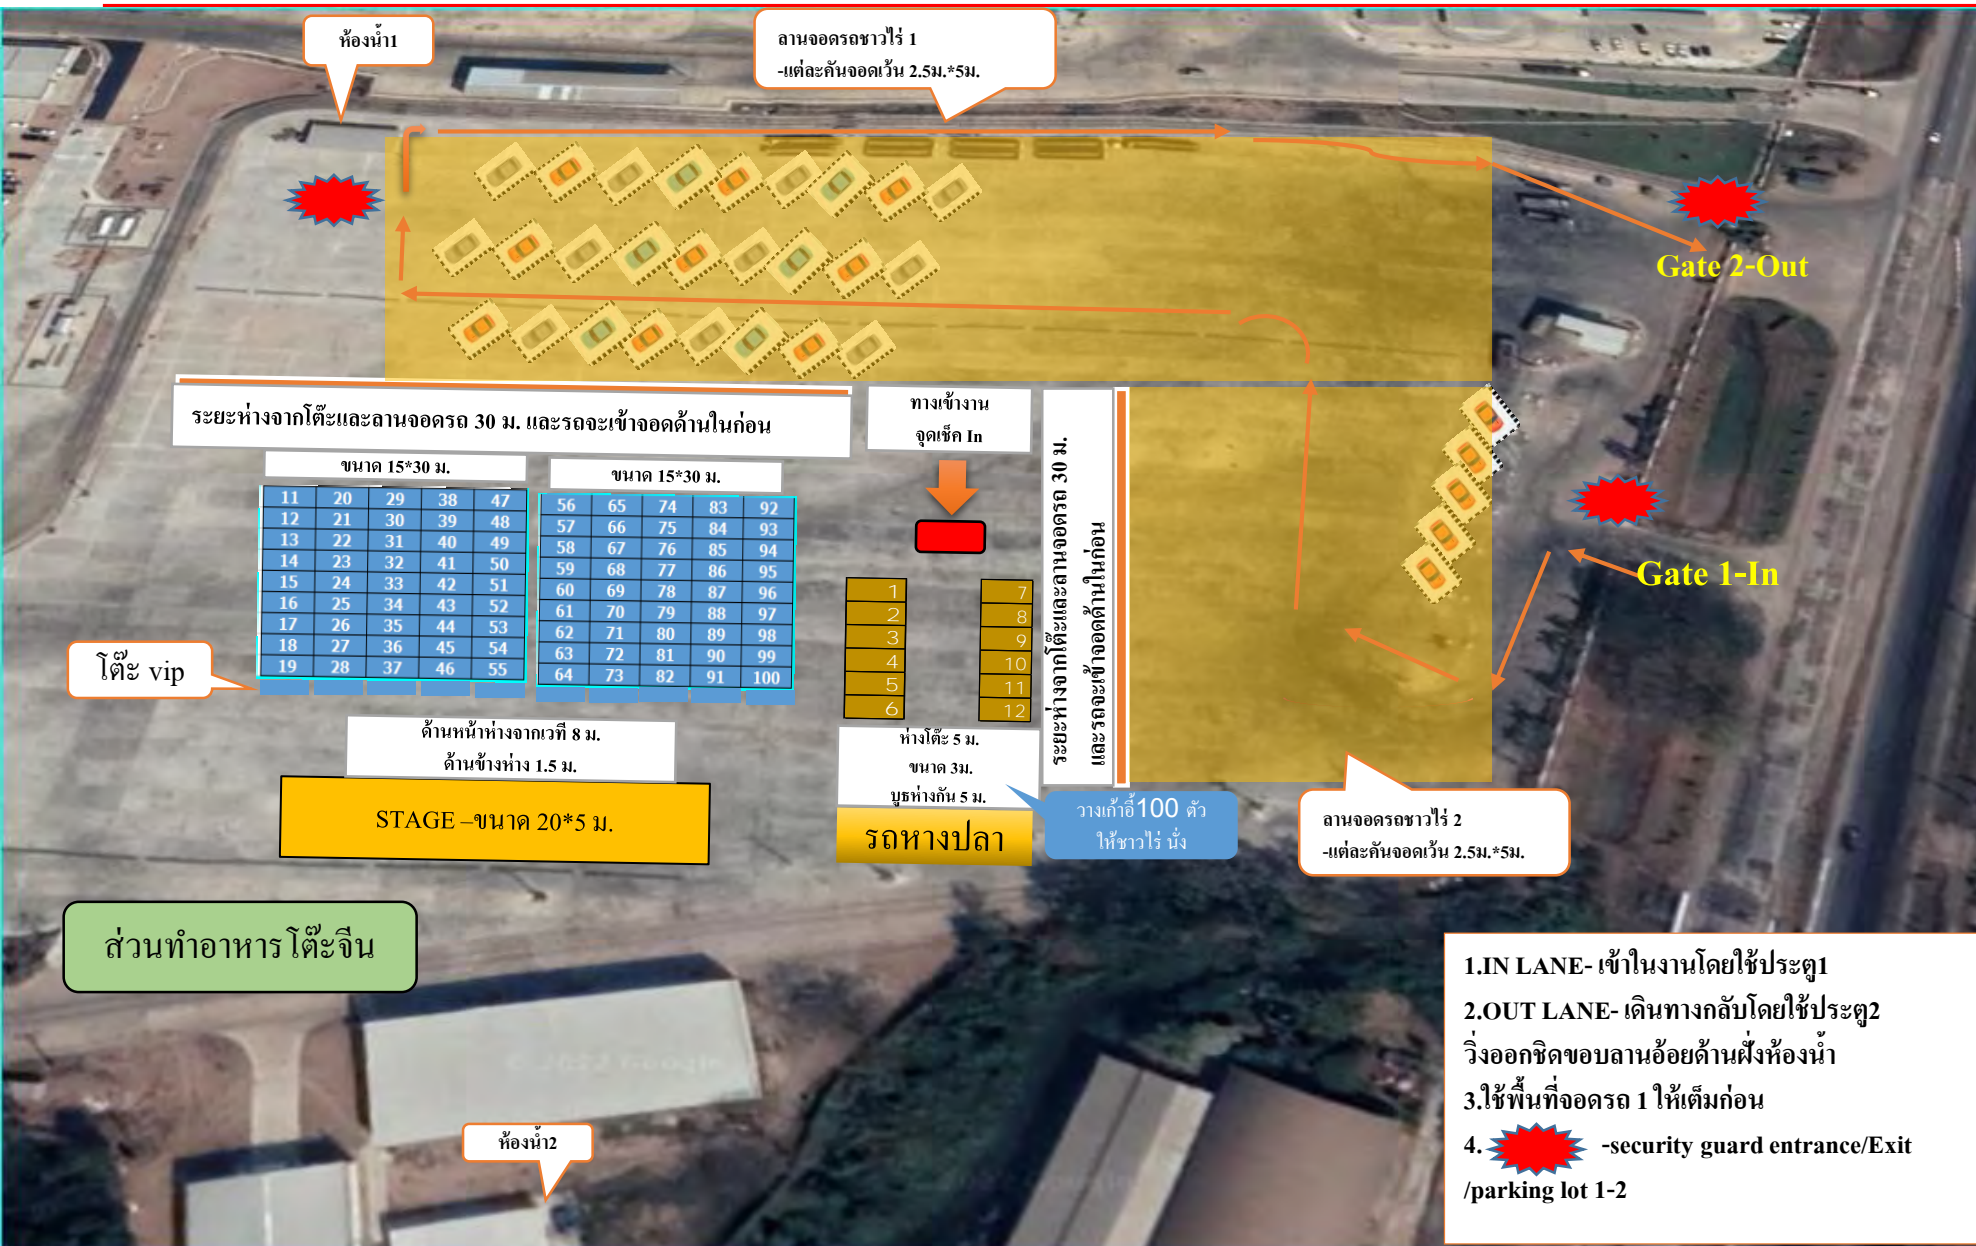 ห้องน้ำ1
ลานจอดรถชาวไร่ 1
-แต่ละคันจอดเว้น 2.5ม.*5ม.
Gate 2-Out
ระยะห่างจากโต๊ะและลานจอดรถ 30 ม. และรถจะเข้าจอดด้านในก่อน
ทางเข้างาน
จุดเช็ค In
ระยะห่างจากโต๊ะและลานจอดรถ 30 ม.
และรถจะเข้าจอดด้านในก่อน
ขนาด 15*30 ม.
ขนาด 15*30 ม.
11 20 29 38 47
12 21 30 39 48
13 22 31 40 49
14 23 32 41 50
15 24 33 42 51
16 25 34 43 52
17 26 35 44 53
18 27 36 45 54
19 28 37 46 55
56 65 74 83 92
57 66 75 84 93
58 67 76 85 94
59 68 77 86 95
60 69 78 87 96
61 70 79 88 97
62 71 80 89 98
63 72 81 90 99
64 73 82 91 100
1 7
2 8
3 9
4 10
5 11
6 12
Gate 1-In
โต๊ะ vip
ด้านหน้าห่างจากเวที 8 ม.
ด้านข้างห่าง 1.5 ม.
ห่างโต๊ะ 5 ม.
ขนาด 3ม.
บูธห่างกัน 5 ม.
STAGE –ขนาด 20*5 ม.
รถหางปลา
วางเก้าอี้100 ตัว
ให้ชาวไร่ นั่ง
ลานจอดรถชาวไร่ 2
-แต่ละคันจอดเว้น 2.5ม.*5ม.
ส่วนทำอาหารโต๊ะจีน
© 2022 Google
ห้องน้ำ2
1.IN LANE- เข้าในงานโดยใช้ประตู1
2.OUT LANE- เดินทางกลับโดยใช้ประตู2
วิ่งออกชิดขอบลานอ้อยด้านฝั่งห้องน้ำ
3.ใช้พื้นที่จอดรถ 1 ให้เต็มก่อน
4. -security guard entrance/Exit
/parking lot 1-2